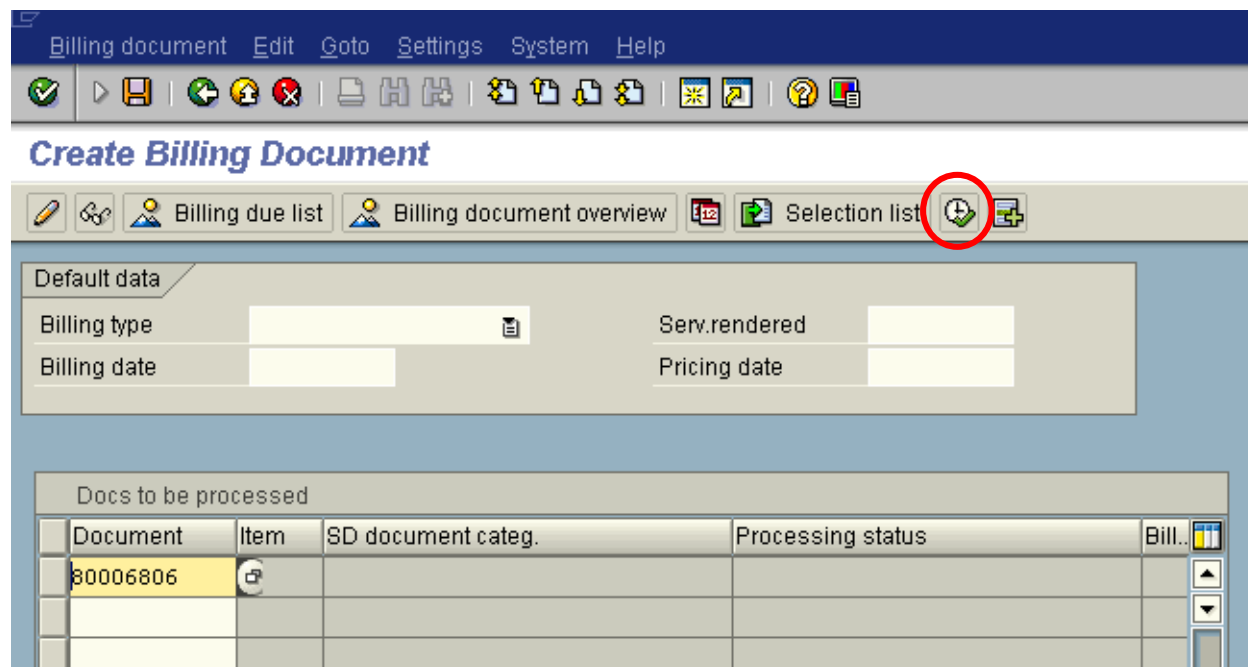 Billing document Edit Goto Settings System Help
Create Billing Document
Billing due list Billing document overview 12 Selection list
Default data
Billing type Serv.rendered
Billing date Pricing date
Docs to be processed
Document Item SD document categ. Processing status Bill..
80006806